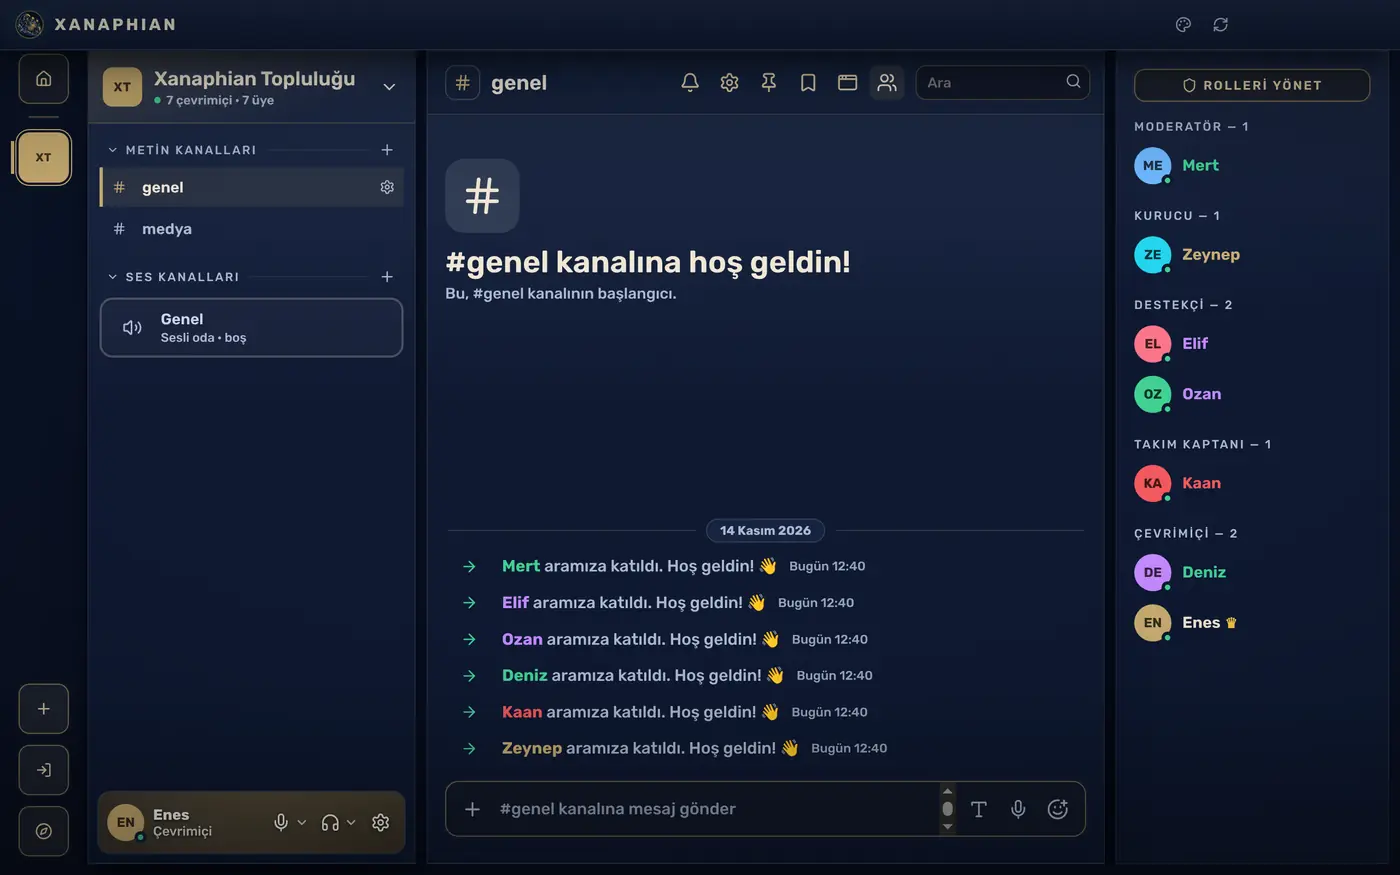 XANAPHIAN
XT
XT
Xanaphian Topluluğu
7 çevrimiçi • 7 üye
METİN KANALLARI
# genel
# medya
SES KANALLARI
Genel
Sesli oda • boş
EN
Enes
Çevrimiçi
# genel
Ara
#
#genel kanalına hoş geldin!
Bu, #genel kanalının başlangıcı.
14 Kasım 2026
→ Mert aramıza katıldı. Hoş geldin! 👋 Bugün 12:40
→ Elif aramıza katıldı. Hoş geldin! 👋 Bugün 12:40
→ Ozan aramıza katıldı. Hoş geldin! 👋 Bugün 12:40
→ Deniz aramıza katıldı. Hoş geldin! 👋 Bugün 12:40
→ Kaan aramıza katıldı. Hoş geldin! 👋 Bugün 12:40
→ Zeynep aramıza katıldı. Hoş geldin! 👋 Bugün 12:40
#genel kanalına mesaj gönder
ROLLERİ YÖNET
MODERATÖR — 1
ME Mert
KURUCU — 1
ZE Zeynep
DESTEKÇİ — 2
EL Elif
OZ Ozan
TAKIM KAPTANI — 1
KA Kaan
ÇEVRİMİÇİ — 2
DE Deniz
EN Enes